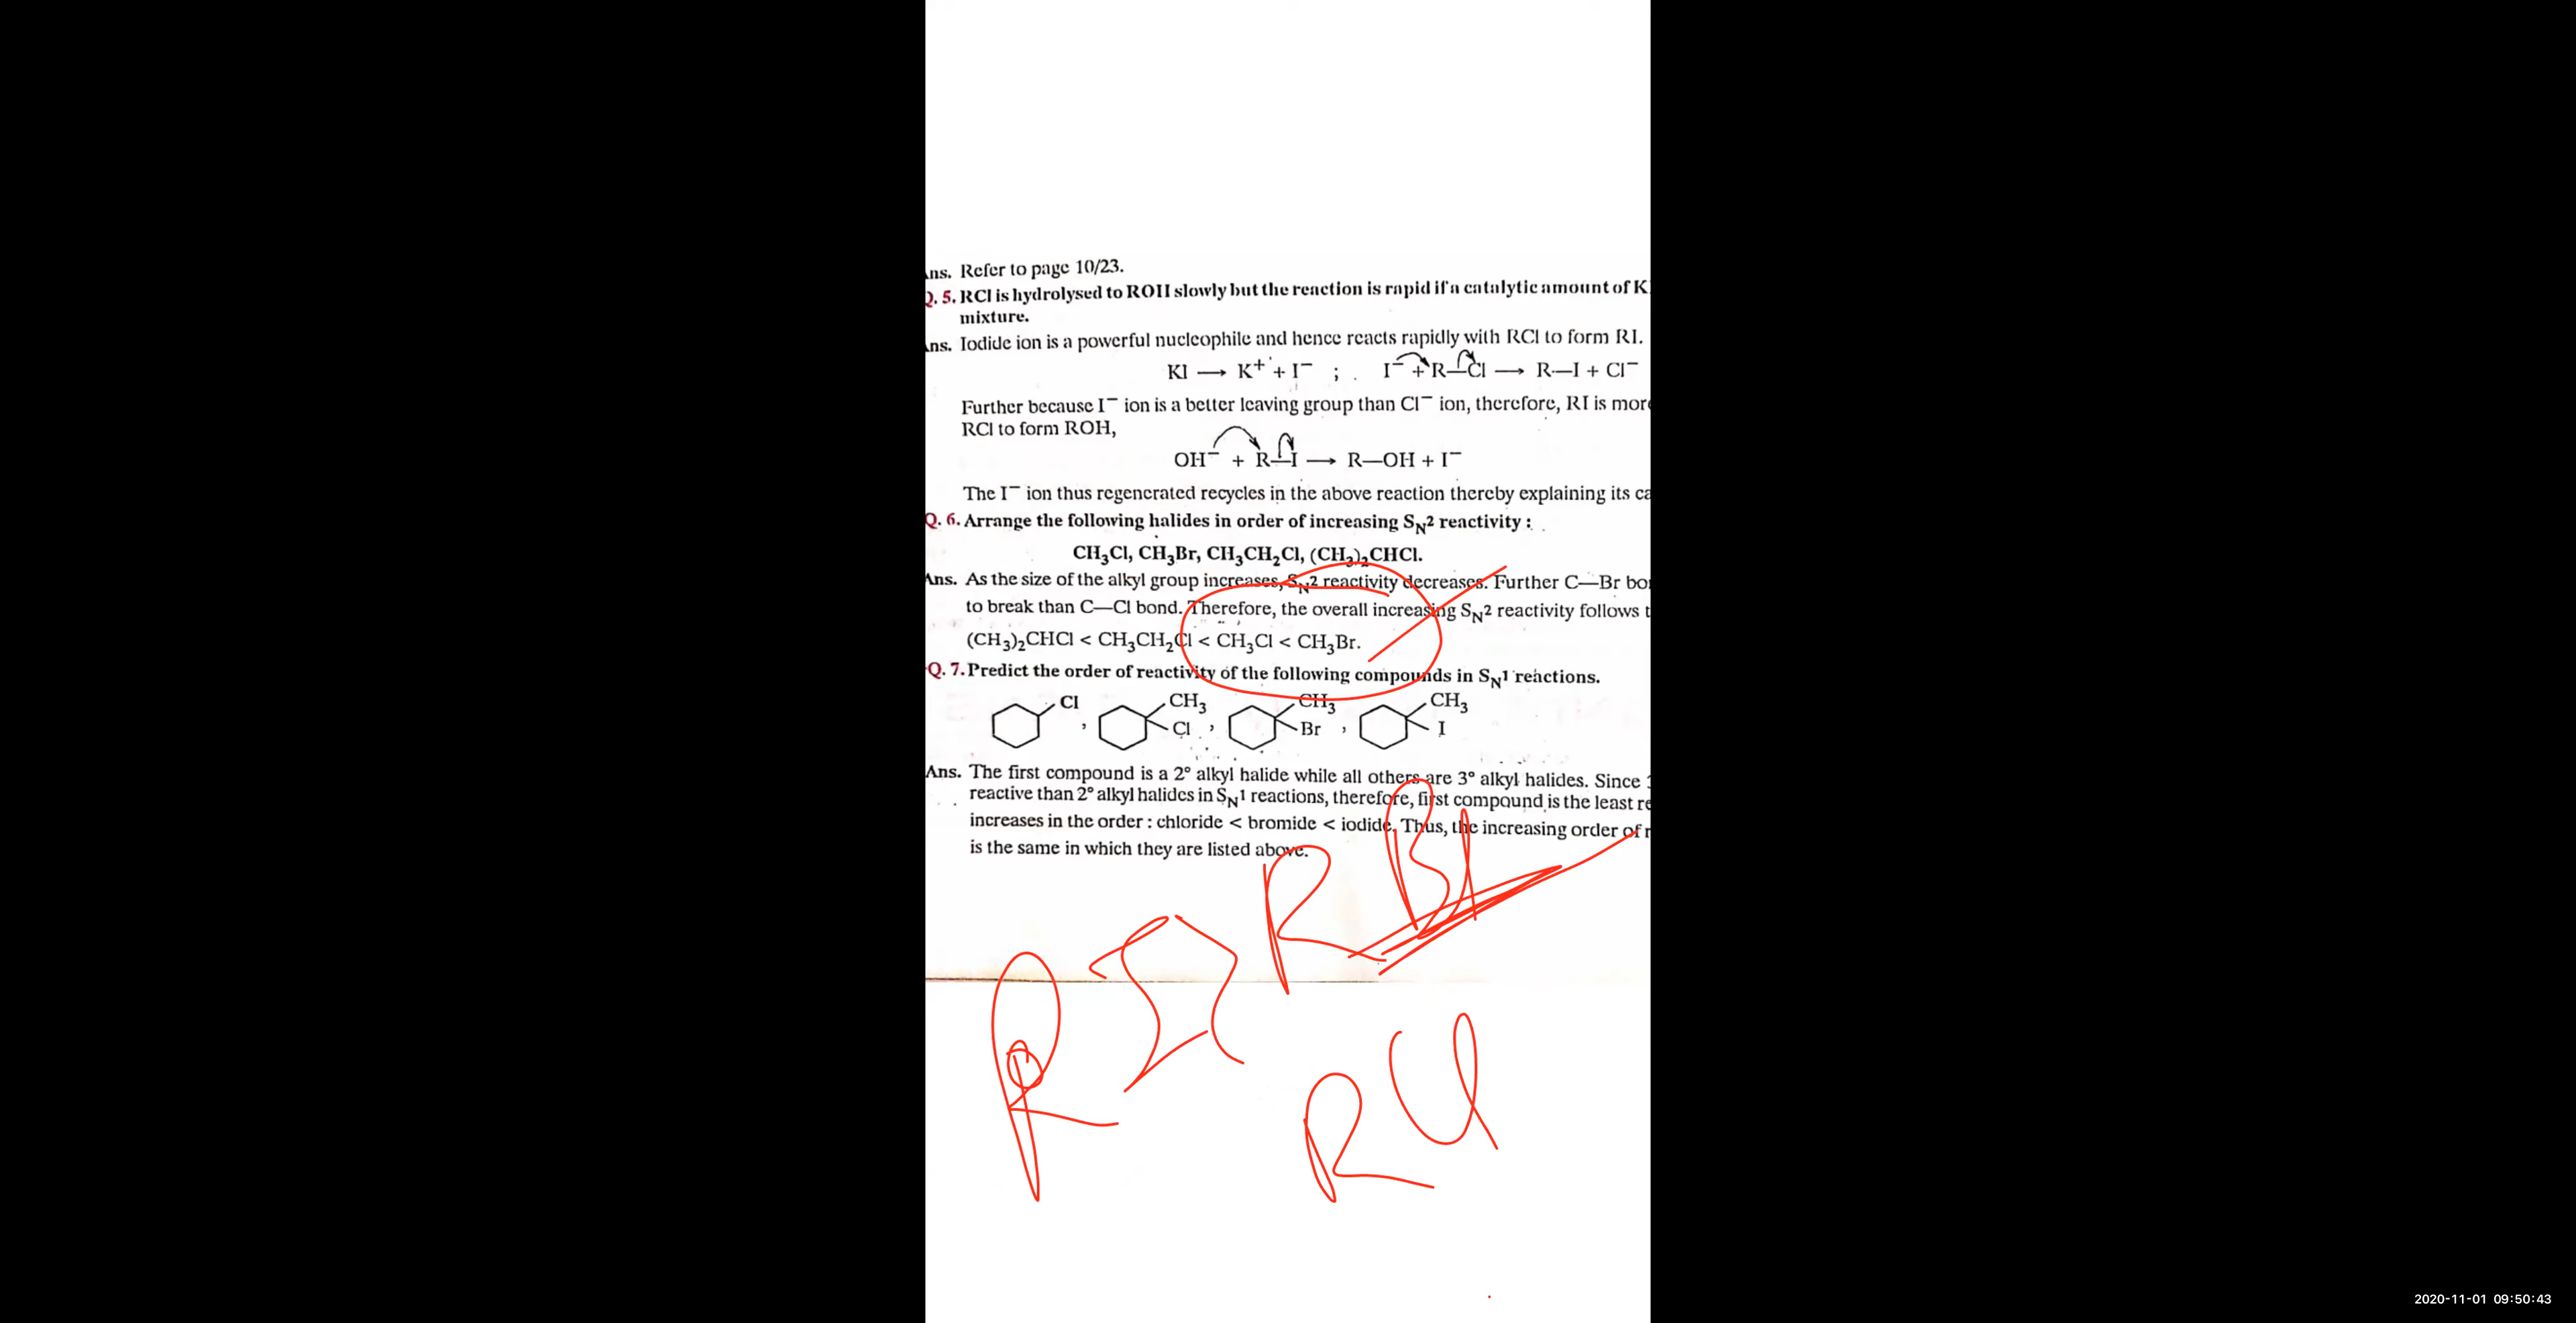 ns. Refer to page 10/23.
Q. 5. RCl is hydrolysed to ROH slowly but the reaction is rapid if a catalytic amount of K
mixture.
ns. Iodide ion is a powerful nucleophile and hence reacts rapidly with RCl to form RI.
KI ⟶ K⁺ + I⁻ ; I⁻ + R—Cl ⟶ R—I + Cl⁻
Further because I⁻ ion is a better leaving group than Cl⁻ ion, therefore, RI is more
RCl to form ROH,
OH⁻ + R—I ⟶ R—OH + I⁻
The I⁻ ion thus regenerated recycles in the above reaction thereby explaining its ca
Q. 6. Arrange the following halides in order of increasing S_N2 reactivity :
CH₃Cl, CH₃Br, CH₃CH₂Cl, (CH₃)₂CHCl.
Ans. As the size of the alkyl group increases, S_N2 reactivity decreases. Further C—Br bo
to break than C—Cl bond. Therefore, the overall increasing S_N2 reactivity follows t
(CH₃)₂CHCl < CH₃CH₂Cl < CH₃Cl < CH₃Br.
Q. 7. Predict the order of reactivity of the following compounds in S_N1 reactions.
Cl , CH₃ Cl , CH₃ Br , CH₃ I
Ans. The first compound is a 2° alkyl halide while all others are 3° alkyl halides. Since 3
reactive than 2° alkyl halides in S_N1 reactions, therefore, first compound is the least re
increases in the order : chloride < bromide < iodide. Thus, the increasing order of r
is the same in which they are listed above.
R Br
R Cl
2020-11-01 09:50:43